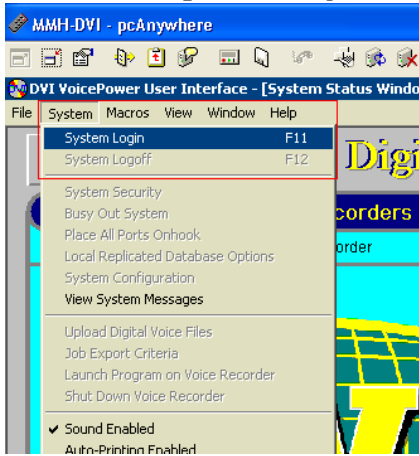 MMH-DVI - pcAnywhere
DVI VoicePower User Interface - [System Status Windo
File System Macros View Window Help
System Login F11
System Logoff F12
Digi
System Security
Busy Out System
corders
Place All Ports Onhook
order
Local Replicated Database Options
System Configuration
View System Messages
Upload Digital Voice Files
Job Export Criteria
Launch Program on Voice Recorder
Shut Down Voice Recorder
Sound Enabled
Auto-Printing Enabled